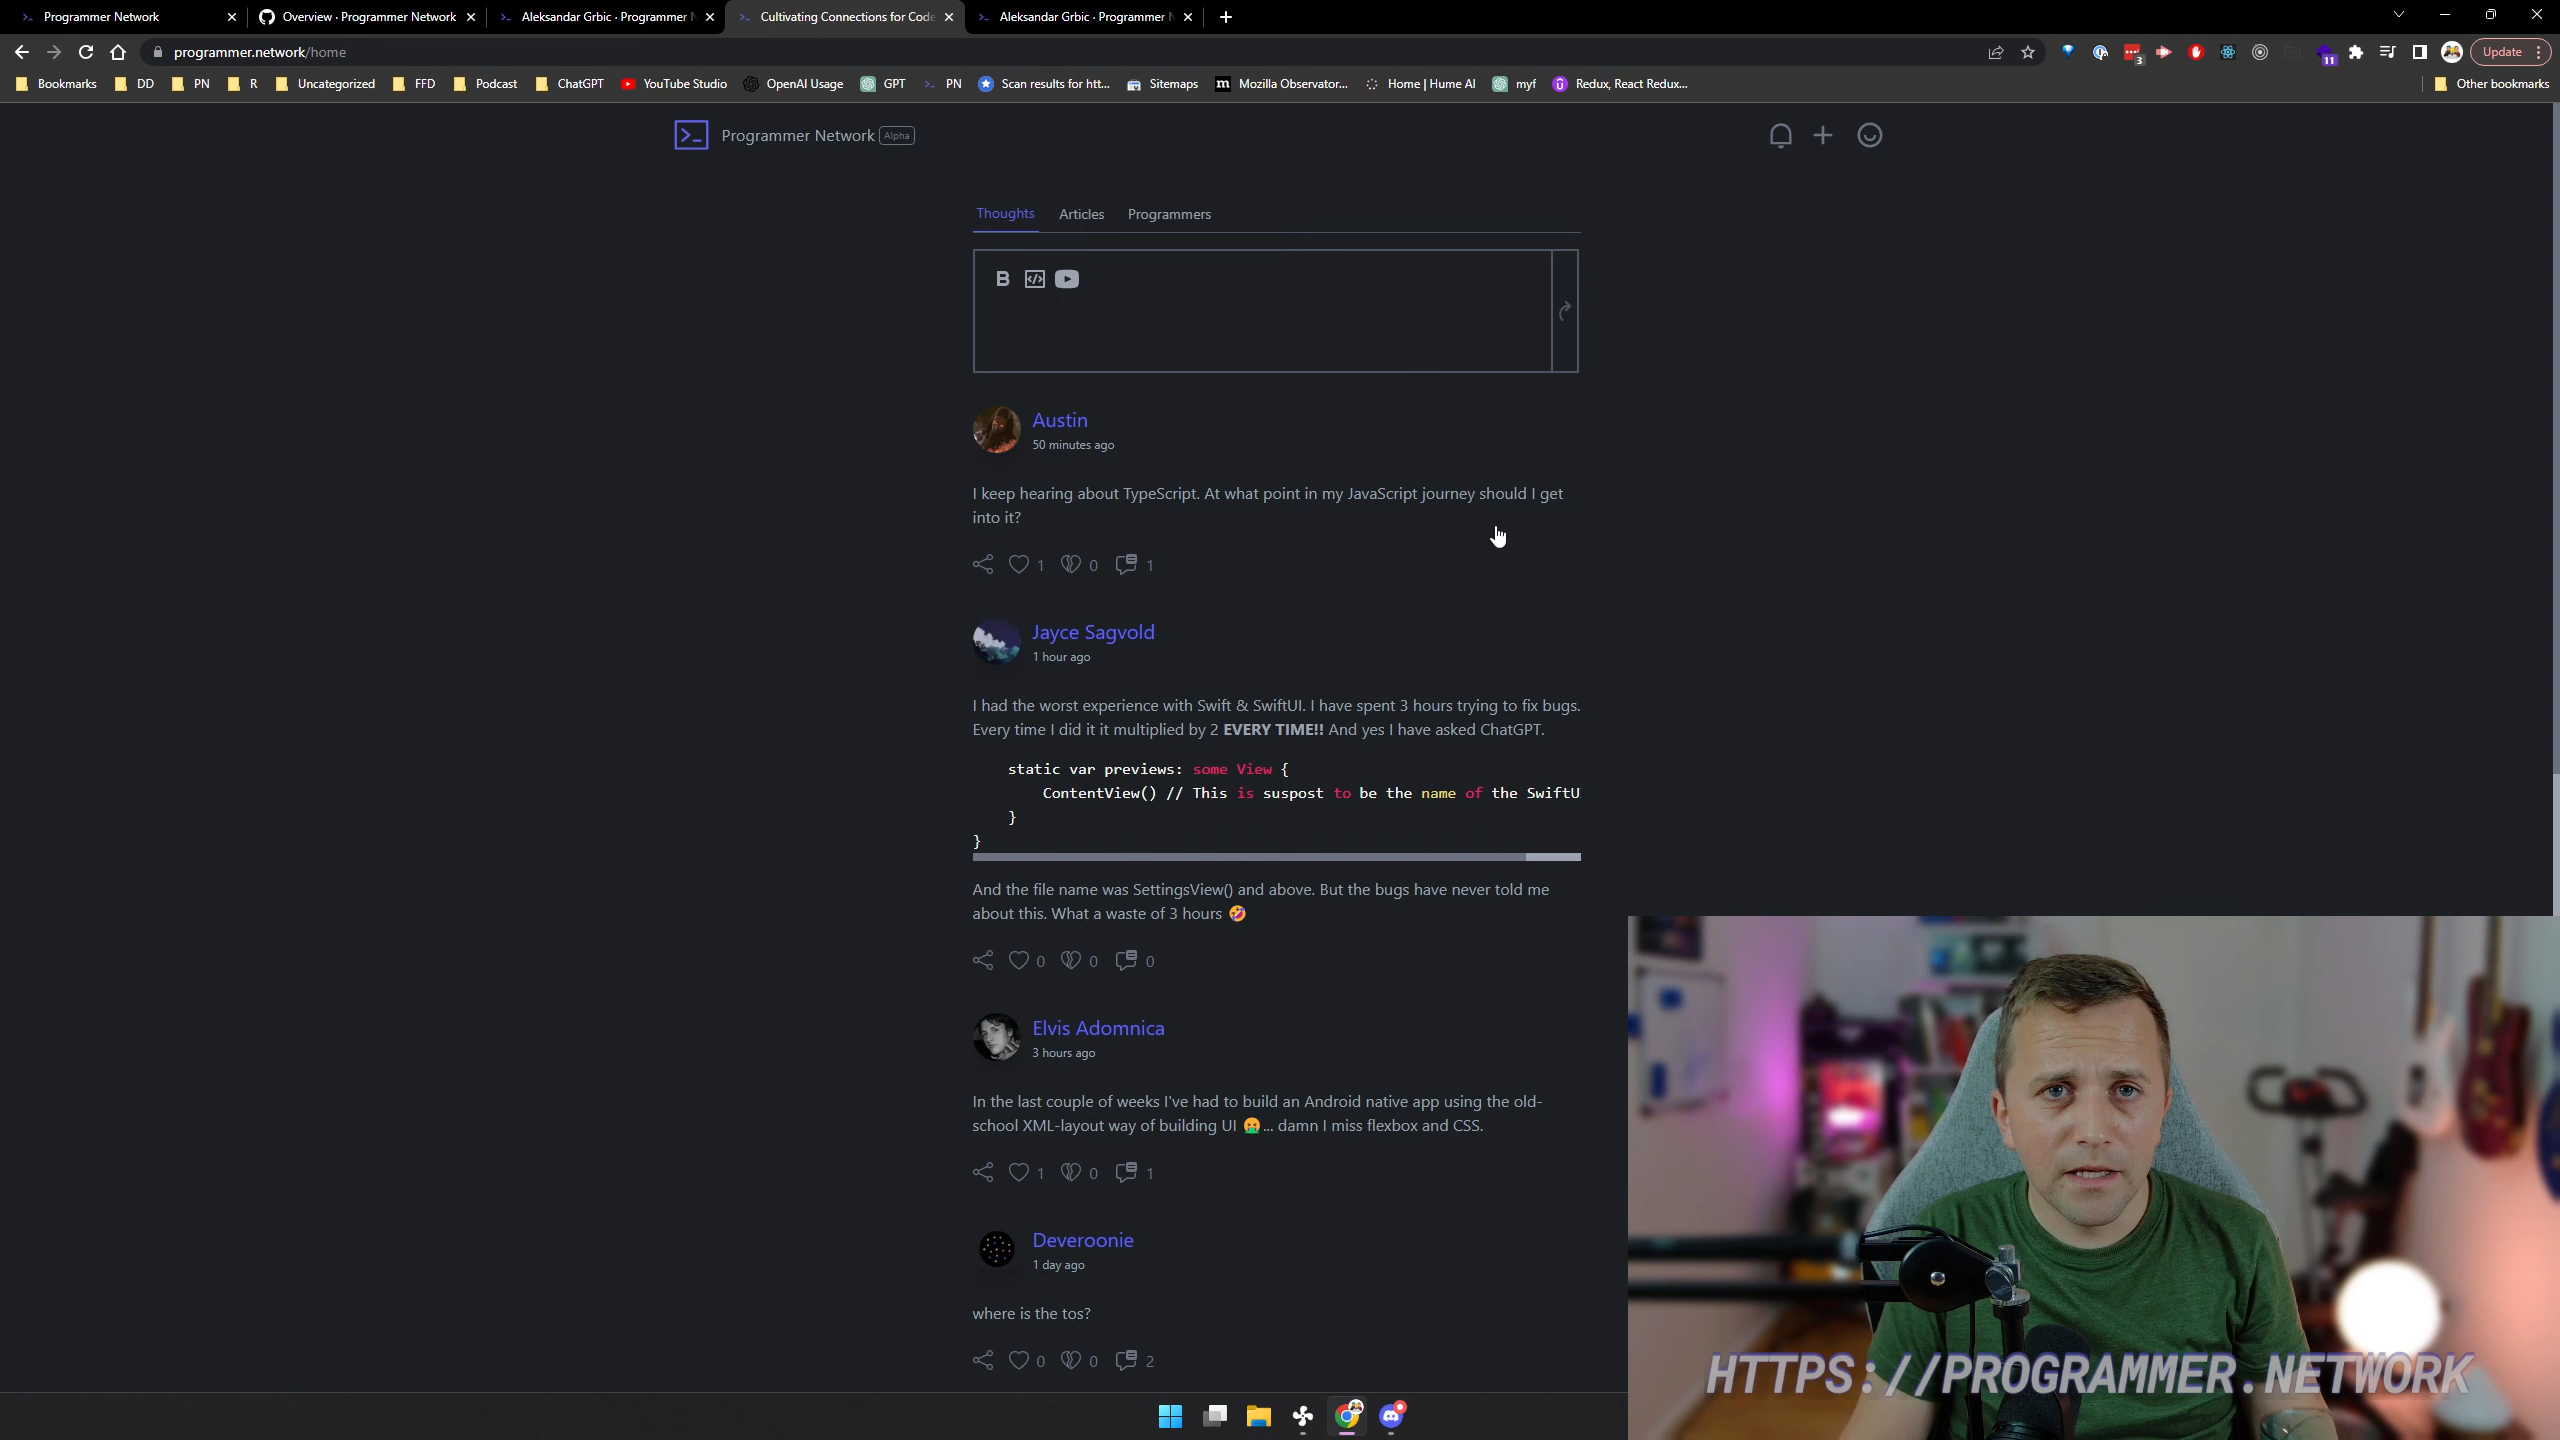 Programmer Network
Overview · Programmer Network
Aleksandar Grbic · Programmer N
Cultivating Connections for Code
Aleksandar Grbic · Programmer N
programmer.network/home
Update
Bookmarks
DD
PN
R
Uncategorized
FFD
Podcast
ChatGPT
YouTube Studio
OpenAI Usage
GPT
PN
Scan results for htt...
Sitemaps
Mozilla Observator...
Home | Hume AI
myf
Redux, React Redux...
Other bookmarks
3
11
Programmer Network Alpha
Thoughts Articles Programmers
B
Austin
50 minutes ago
I keep hearing about TypeScript. At what point in my JavaScript journey should I get
into it?
1 0 1
Jayce Sagvold
1 hour ago
I had the worst experience with Swift & SwiftUI. I have spent 3 hours trying to fix bugs.
Every time I did it it multiplied by 2 EVERY TIME!! And yes I have asked ChatGPT.
static var previews: some View {
ContentView() // This is suspost to be the name of the SwiftU
}
}
And the file name was SettingsView() and above. But the bugs have never told me
about this. What a waste of 3 hours 🤣
0 0 0
Elvis Adomnica
3 hours ago
In the last couple of weeks I've had to build an Android native app using the old-
school XML-layout way of building UI 🤮... damn I miss flexbox and CSS.
1 0 1
Deveroonie
1 day ago
where is the tos?
0 0 2
HTTPS://PROGRAMMER.NETWORK